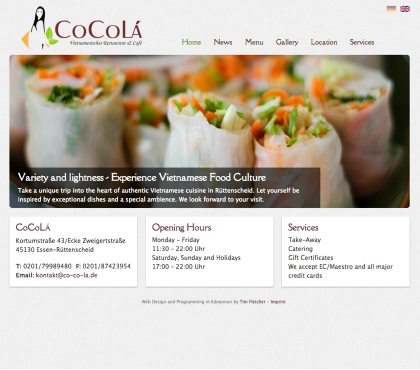 CoCoLÁ
Vietnamesisches Restaurant & Café
Home News Menu Gallery Location Services
Variety and lightness - Experience Vietnamese Food Culture
Take a unique trip into the heart of authentic Vietnamese cuisine in Rüttenscheid. Let yourself be
inspired by exceptional dishes and a special ambience. We look forward to your visit.
CoCoLÁ
Kortumstraße 43/Ecke Zweigertstraße
45130 Essen-Rüttenscheid
T: 0201/79989480 F: 0201/87423954
Email: kontakt@co-co-la.de
Opening Hours
Monday - Friday
11:30 - 22:00 Uhr
Saturday, Sunday and Holidays
17:00 - 22:00 Uhr
Services
Take-Away
Catering
Gift Certificates
We accept EC/Maestro and all major
credit cards
Web Design and Programming in Edmonton by Tim Fletcher - Imprint